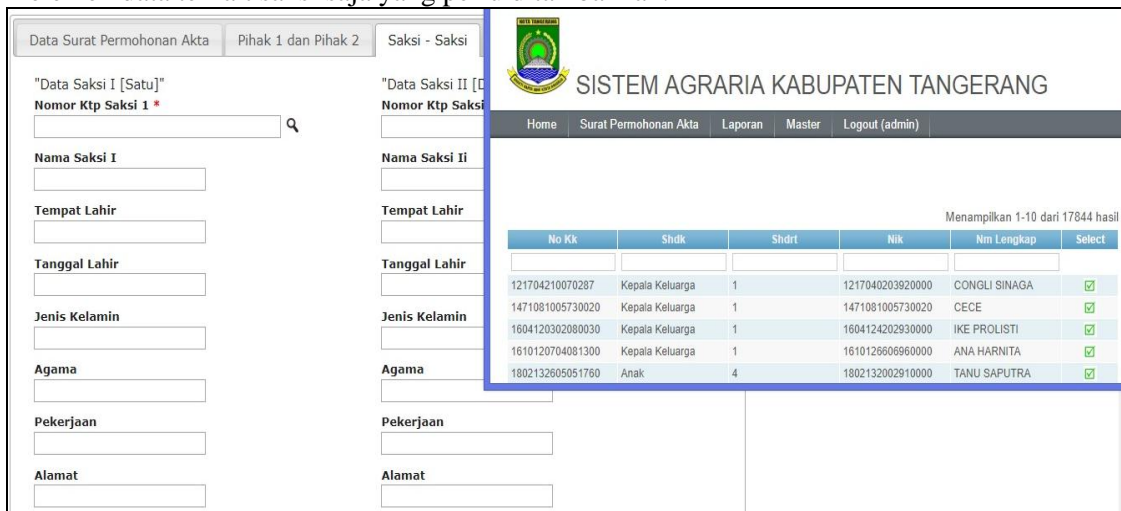 Data Surat Permohonan Akta
Pihak 1 dan Pihak 2
Saksi - Saksi
"Data Saksi I [Satu]"
Nomor Ktp Saksi 1 *
Nama Saksi I
Tempat Lahir
Tanggal Lahir
Jenis Kelamin
Agama
Pekerjaan
Alamat
"Data Saksi II [D
Nomor Ktp Saksi
Nama Saksi Ii
Tempat Lahir
Tanggal Lahir
Jenis Kelamin
Agama
Pekerjaan
Alamat
SISTEM AGRARIA KABUPATEN TANGERANG
Home Surat Permohonan Akta Laporan Master Logout (admin)
Menampilkan 1-10 dari 17844 hasil
No Kk Shdk Shdrt Nik Nm Lengkap Select
121704210070287 Kepala Keluarga 1 1217040203920000 CONGLI SINAGA
1471081005730020 Kepala Keluarga 1 1471081005730020 CECE
1604120302080030 Kepala Keluarga 1 1604124202930000 IKE PROLISTI
1610120704081300 Kepala Keluarga 1 1610126606960000 ANA HARNITA
1802132605051760 Anak 4 1802132002910000 TANU SAPUTRA